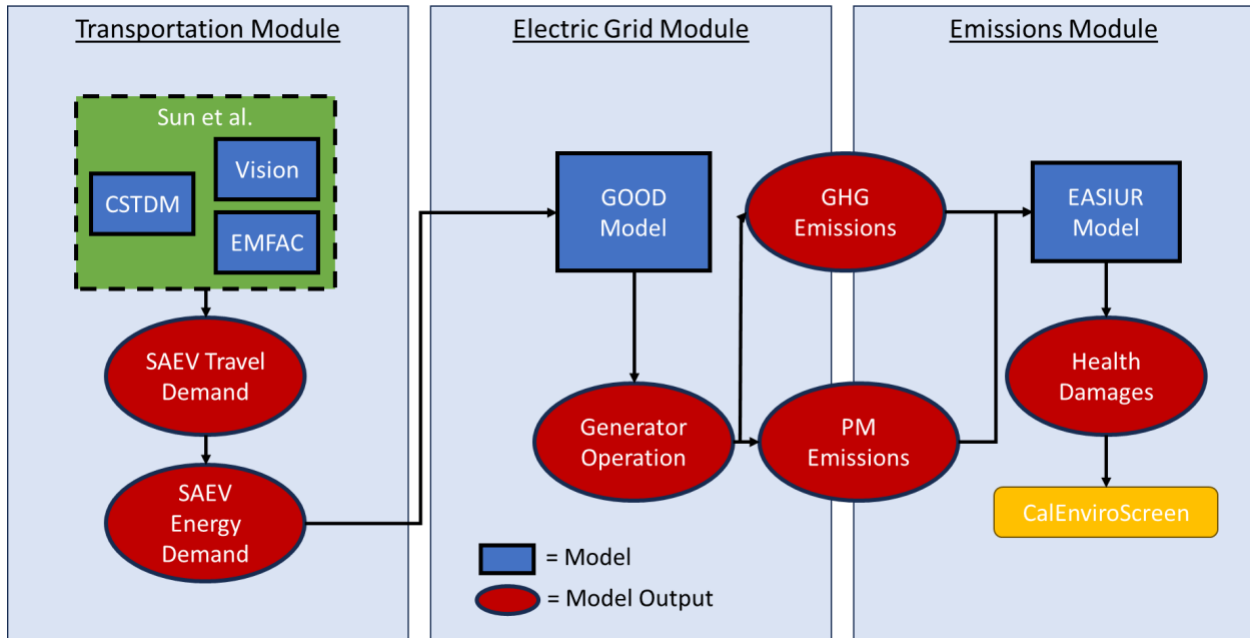 Transportation Module
Sun et al.
CSTDM
Vision
EMFAC
SAEV Travel
Demand
SAEV
Energy
Demand
Electric Grid Module
GOOD
Model
Generator
Operation
GHG
Emissions
PM
Emissions
= Model
= Model Output
Emissions Module
EASIUR
Model
Health
Damages
CalEnviroScreen